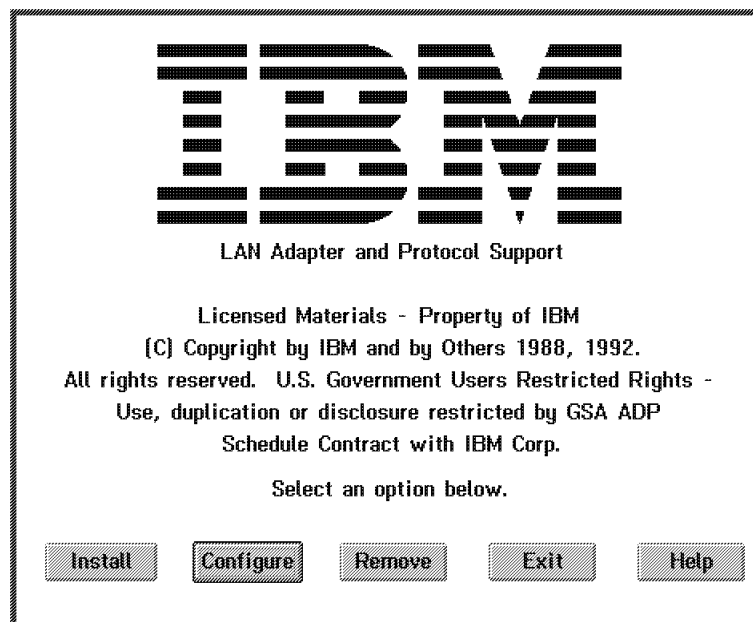 IBM
LAN Adapter and Protocol Support
Licensed Materials - Property of IBM
(C) Copyright by IBM and by Others 1988, 1992.
All rights reserved. U.S. Government Users Restricted Rights -
Use, duplication or disclosure restricted by GSA ADP
Schedule Contract with IBM Corp.
Select an option below.
Install Configure Remove Exit Help